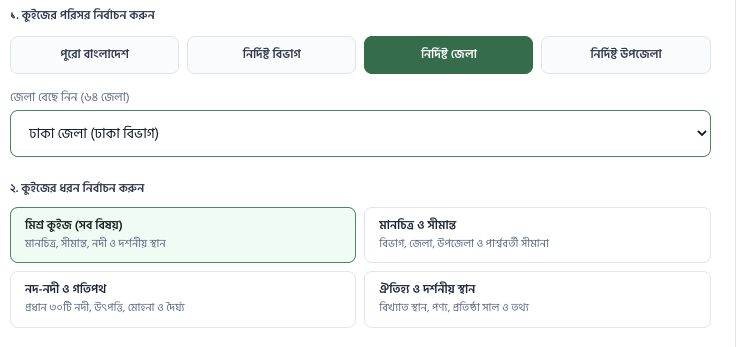 ১. কুইজের পরিসর নির্বাচন করুন
পুরো বাংলাদেশ নির্দিষ্ট বিভাগ নির্দিষ্ট জেলা নির্দিষ্ট উপজেলা
জেলা বেছে নিন (৬৪ জেলা)
ঢাকা জেলা (ঢাকা বিভাগ)
২. কুইজের ধরন নির্বাচন করুন
মিশ্র কুইজ (সব বিষয়)
মানচিত্র, সীমান্ত, নদী ও দর্শনীয় স্থান
মানচিত্র ও সীমান্ত
বিভাগ, জেলা, উপজেলা ও পার্শ্ববর্তী সীমানা
নদ-নদী ও গতিপথ
প্রধান ৩০টি নদী, উৎপত্তি, মোহনা ও দৈর্ঘ্য
ঐতিহ্য ও দর্শনীয় স্থান
বিখ্যাত স্থান, পণ্য, প্রতিষ্ঠা সাল ও তথ্য